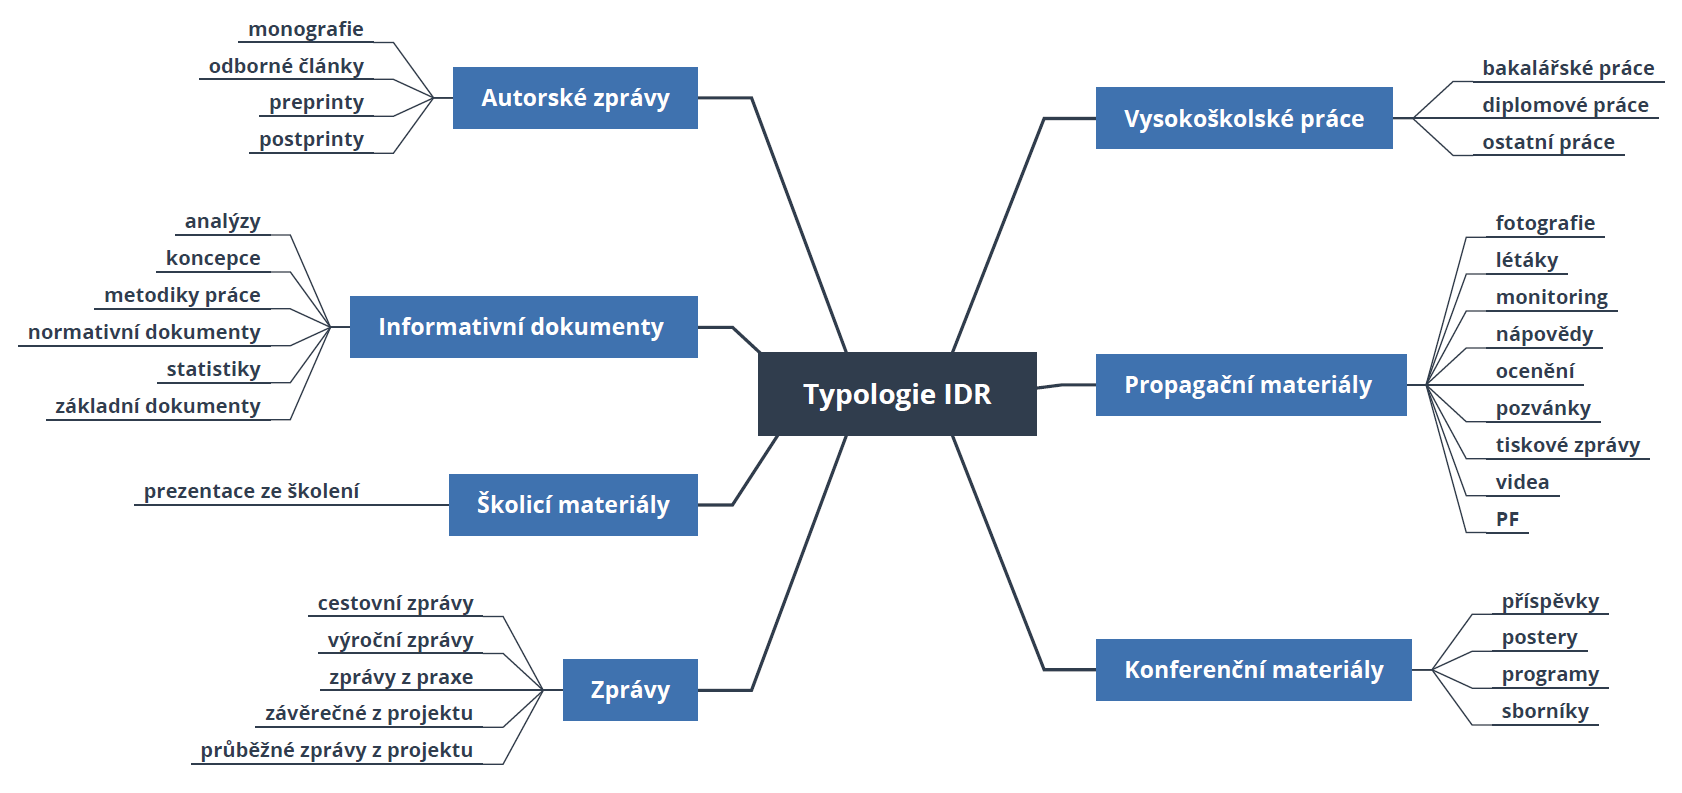 Typologie IDR
Autorské zprávy
monografie
odborné články
preprinty
postprinty
Informativní dokumenty
analýzy
koncepce
metodiky práce
normativní dokumenty
statistiky
základní dokumenty
Školicí materiály
prezentace ze školení
Zprávy
cestovní zprávy
výroční zprávy
zprávy z praxe
závěrečné z projektu
průběžné zprávy z projektu
Vysokoškolské práce
bakalářské práce
diplomové práce
ostatní práce
Propagační materiály
fotografie
létáky
monitoring
nápovědy
ocenění
pozvánky
tiskové zprávy
videa
PF
Konferenční materiály
příspěvky
postery
programy
sborníky